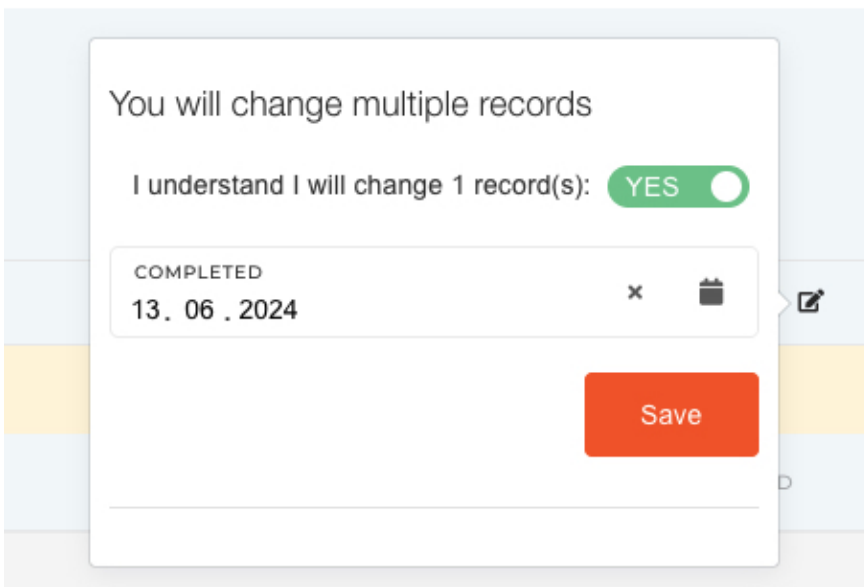 You will change multiple records
I understand I will change 1 record(s): YES
COMPLETED
13. 06 . 2024
Save
D